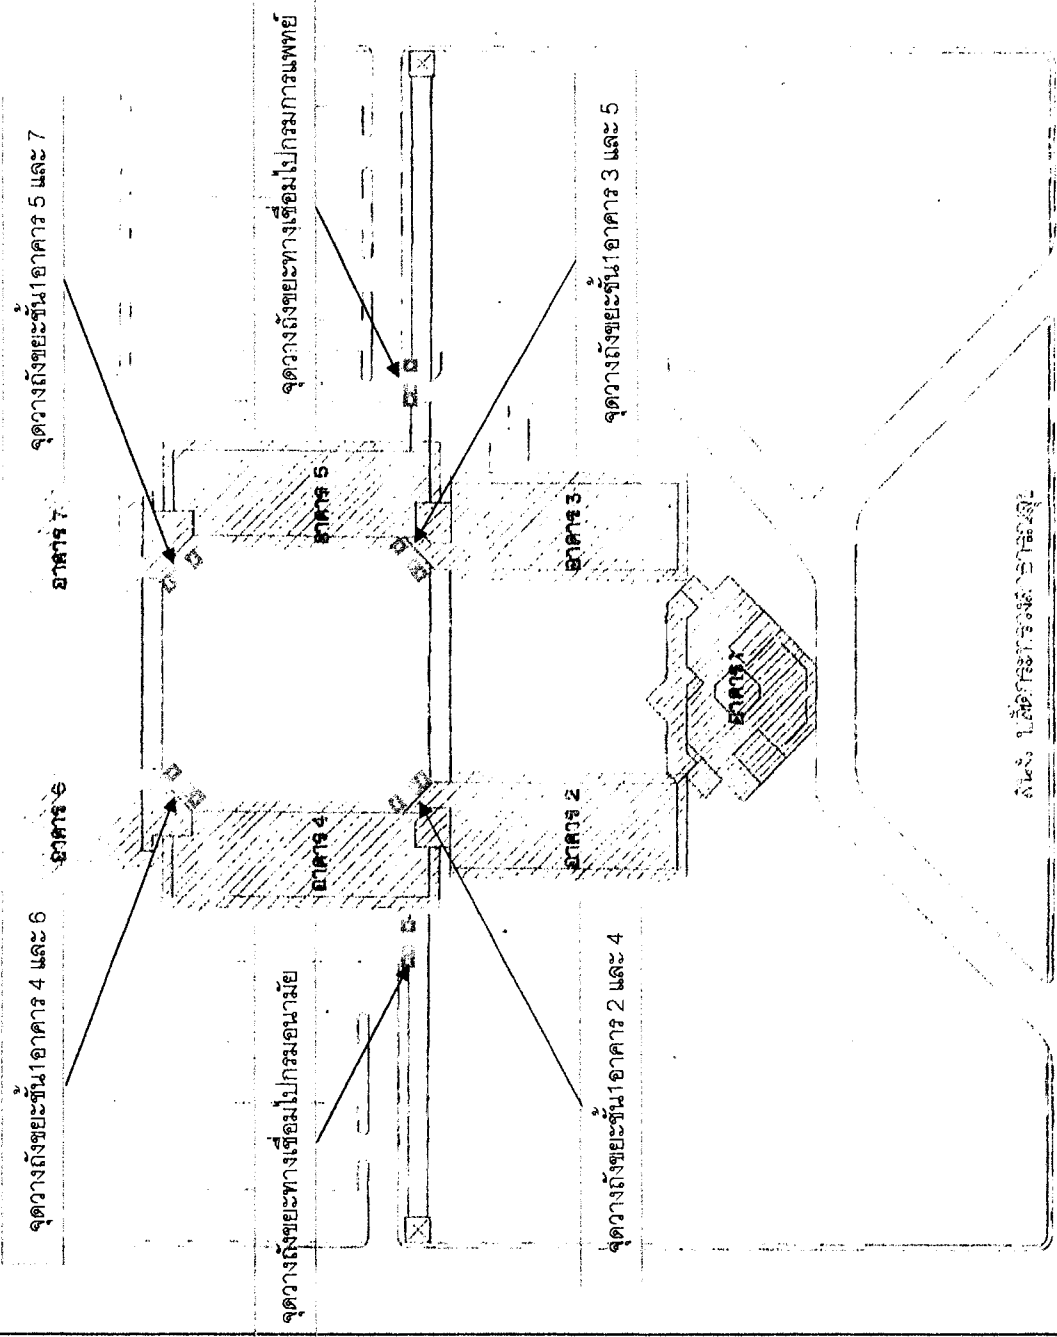 จุดวางถังขยะชั้น1อาคาร 4 และ 6
จุดวางถังขยะชั้น1อาคาร 5 และ 7
อาคาร 6
อาคาร 7
จุดวางถังขยะทางเชื่อมไปกรมอนามัย
จุดวางถังขยะทางเชื่อมไปกรมการแพทย์
อาคาร 4
อาคาร 5
อาคาร 2
อาคาร 3
จุดวางถังขยะชั้น1อาคาร 2 และ 4
จุดวางถังขยะชั้น1อาคาร 3 และ 5
อาคาร